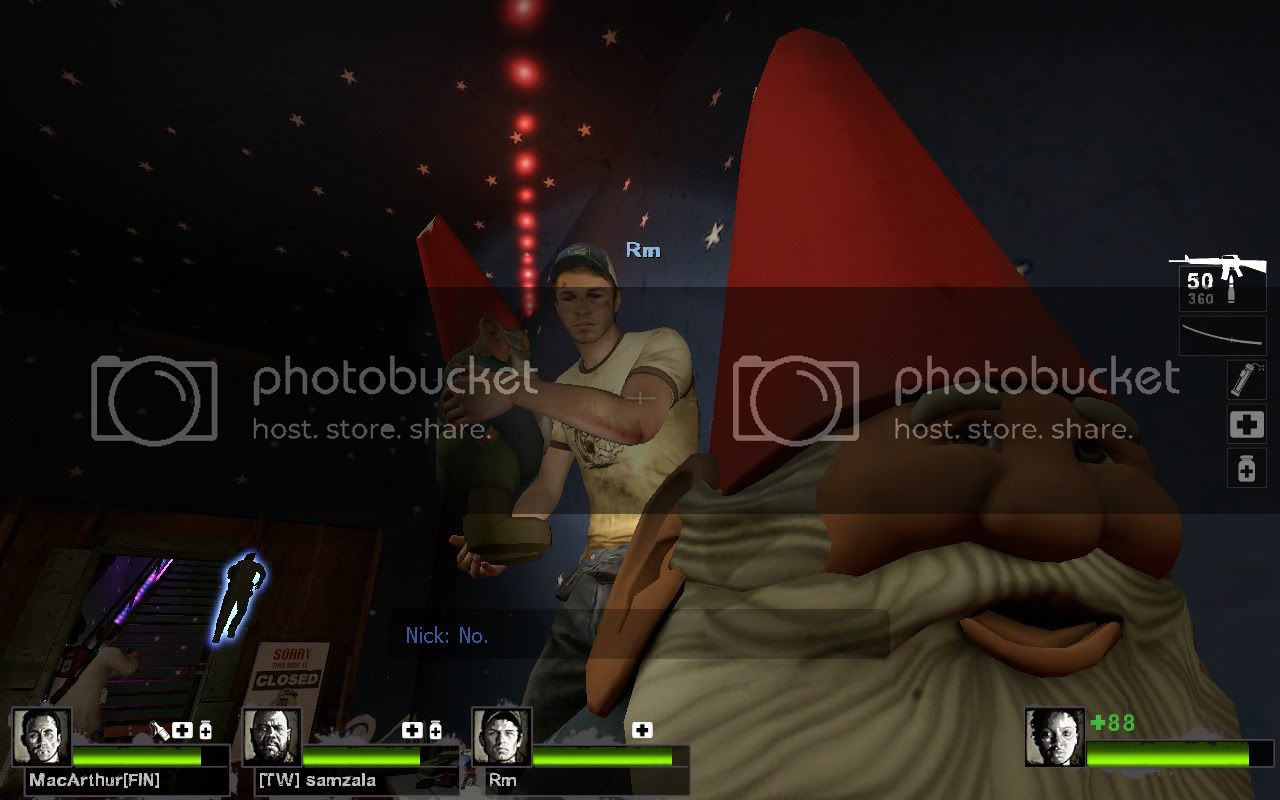 Rm
50
360
photobucket
host. store. share.
photobucket
host. store. share.
Nick: No.
SORRY
THIS RIDE IS
CLOSED
+88
MacArthur[FIN]
[TW] samzala
Rm